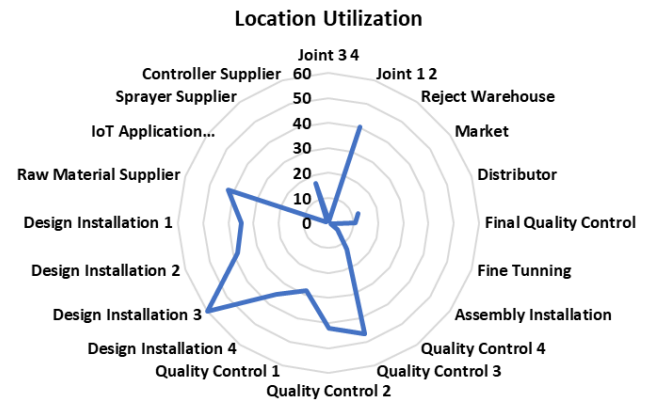 Location Utilization
Joint 3 4
Controller Supplier
60
Joint 1 2
Sprayer Supplier
50
Reject Warehouse
40
IoT Application...
30
Market
Raw Material Supplier
20
Distributor
10
Design Installation 1
0
Final Quality Control
Design Installation 2
Fine Tunning
Design Installation 3
Assembly Installation
Design Installation 4
Quality Control 4
Quality Control 1
Quality Control 3
Quality Control 2